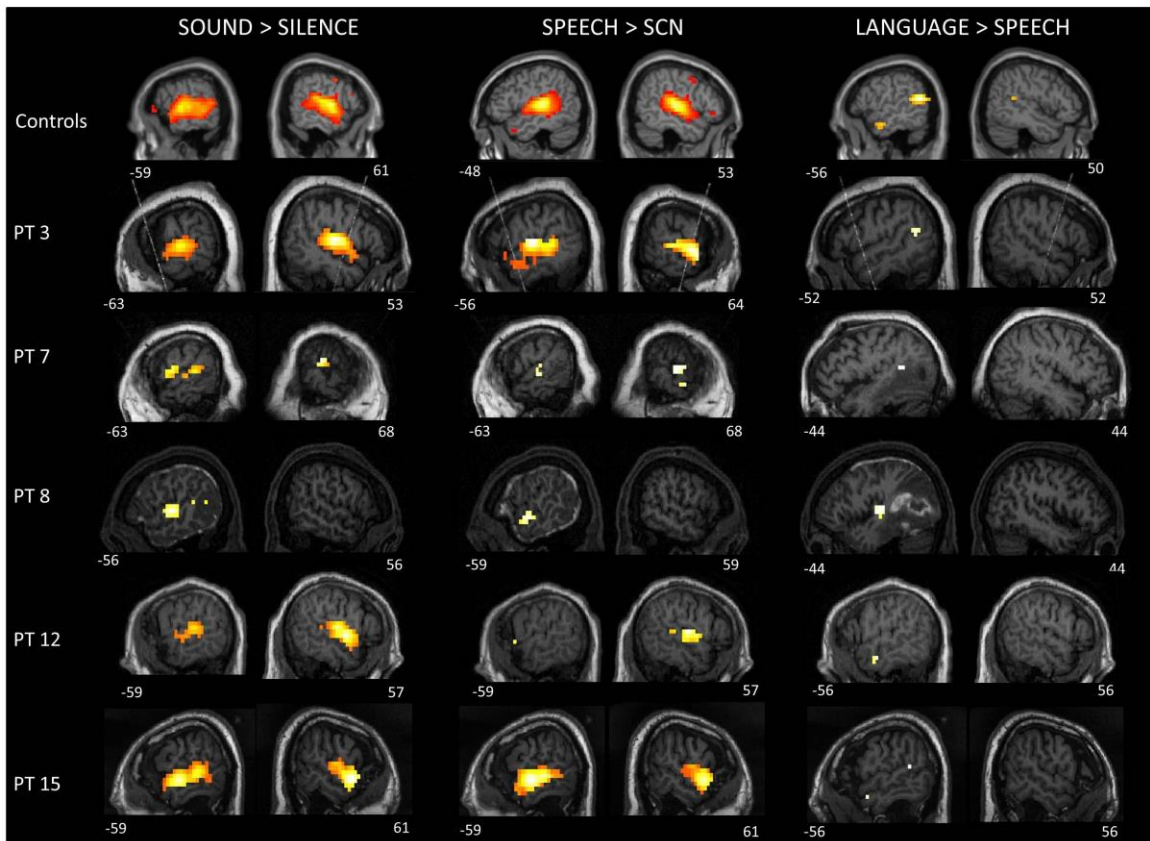 SOUND > SILENCE SPEECH > SCN LANGUAGE > SPEECH
Controls
-59 61 -48 53 -56 50
PT 3
-63 53 -56 64 -52 52
PT 7
-63 68 -63 68 -44 44
PT 8
-56 56 -59 59 -44 44
PT 12
-59 57 -59 57 -56 56
PT 15
-59 61 -59 61 -56 56